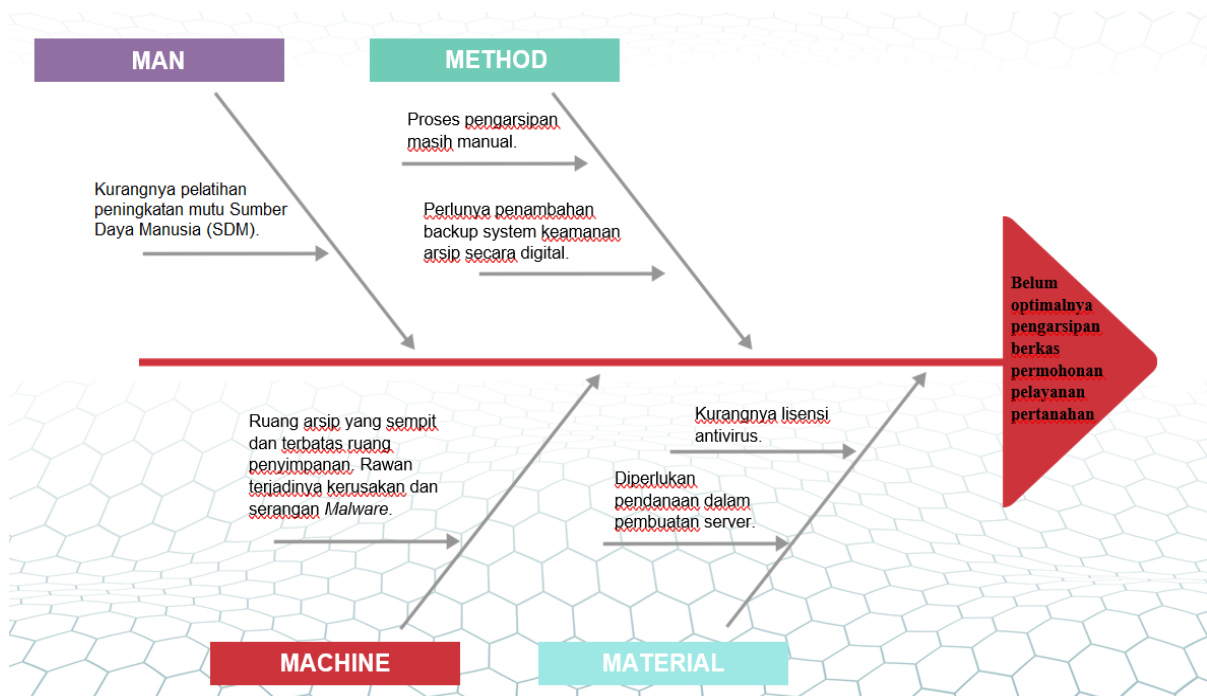 MAN
METHOD
Proses pengarsipan
masih manual.
Kurangnya pelatihan
peningkatan mutu Sumber
Daya Manusia (SDM).
Perlunya penambahan
backup system keamanan
arsip secara digital.
Belum
optimalnya
pengarsipan
berkas
permohonan
pelayanan
pertanahan
Ruang arsip yang sempit
dan terbatas ruang
penyimpanan. Rawan
terjadinya kerusakan dan
serangan Malware.
Kurangnya lisensi
antivirus.
Diperlukan
pendanaan dalam
pembuatan server.
MACHINE
MATERIAL